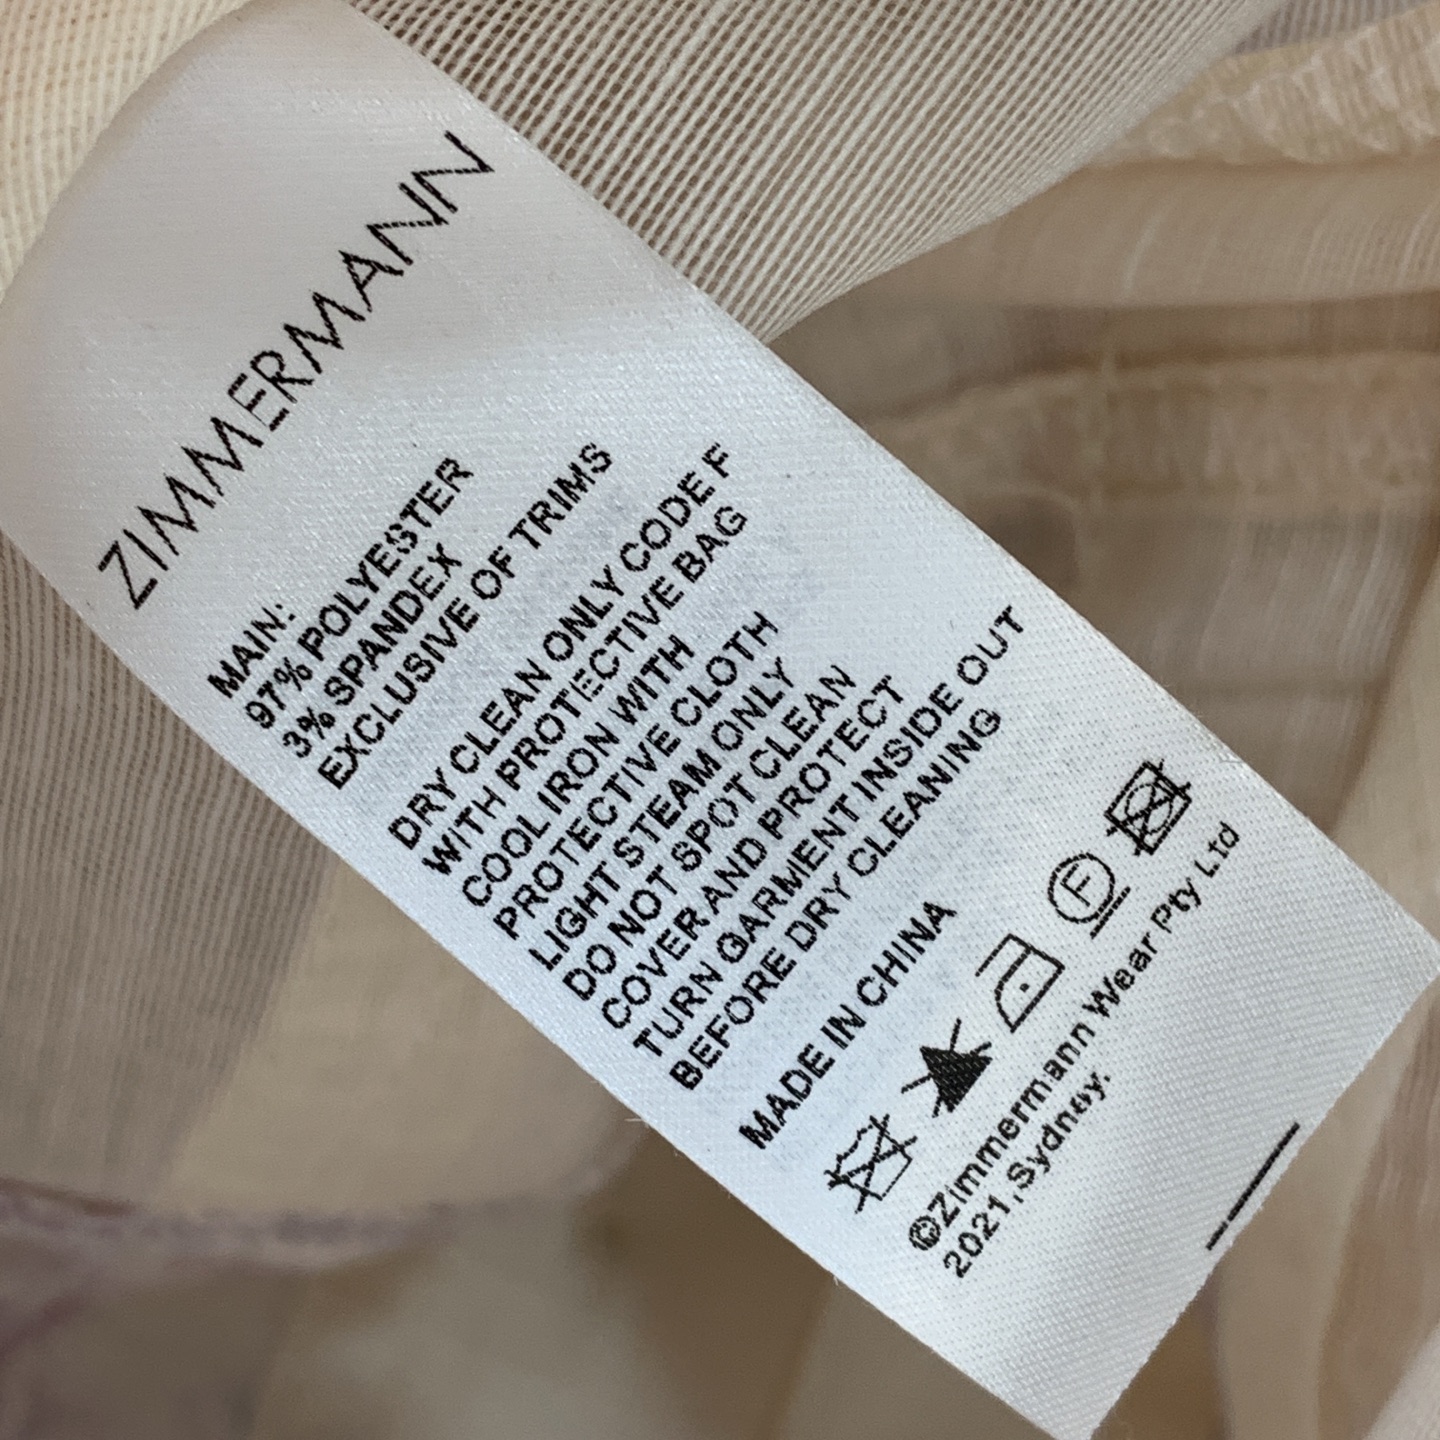 ZIMMERMANN
MAIN:
97% POLYESTER
3% SPANDEX
EXCLUSIVE OF TRIMS
DRY CLEAN ONLY CODE F
WITH PROTECTIVE BAG
COOL IRON WITH
PROTECTIVE CLOTH
LIGHT STEAM ONLY
DO NOT SPOT CLEAN
COVER AND PROTECT
TURN GARMENT INSIDE OUT
BEFORE DRY CLEANING
MADE IN CHINA
F
©Zimmermann Wear Pty Ltd
2021,Sydney.